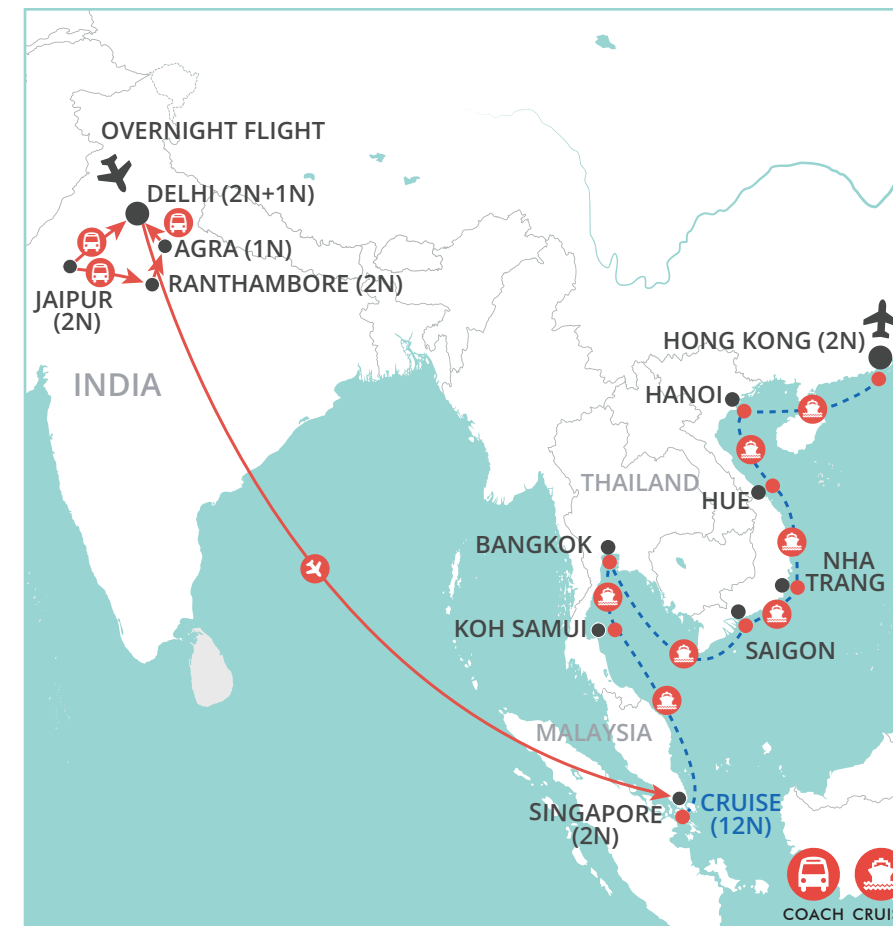 OVERNIGHT FLIGHT
DELHI (2N+1N)
AGRA (1N)
RANTHAMBORE (2N)
JAIPUR
(2N)
INDIA
HONG KONG (2N)
HANOI
THAILAND
HUE
BANGKOK
NHA
TRANG
KOH SAMUI
SAIGON
MALAYSIA
SINGAPORE
(2N)
CRUISE
(12N)
COACH CRUIS